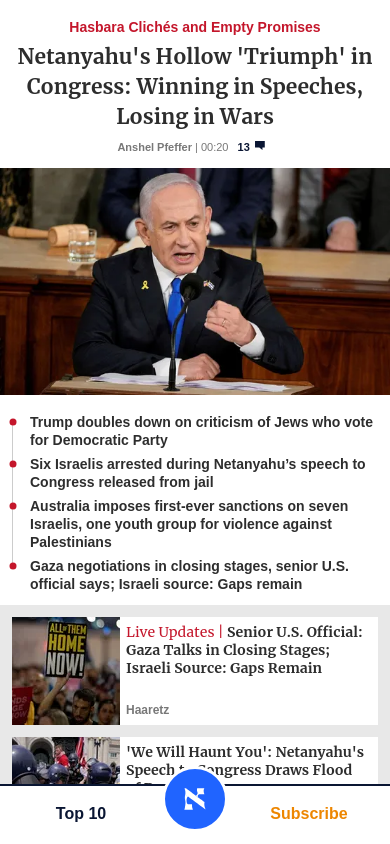 Hasbara Clichés and Empty Promises
Netanyahu's Hollow 'Triumph' in
Congress: Winning in Speeches,
Losing in Wars
Anshel Pfeffer | 00:20 13
Trump doubles down on criticism of Jews who vote
for Democratic Party
Six Israelis arrested during Netanyahu’s speech to
Congress released from jail
Australia imposes first-ever sanctions on seven
Israelis, one youth group for violence against
Palestinians
Gaza negotiations in closing stages, senior U.S.
official says; Israeli source: Gaps remain
ALL OF THEM
HOME
NOW!
Live Updates | Senior U.S. Official:
Gaza Talks in Closing Stages;
Israeli Source: Gaps Remain
Haaretz
'We Will Haunt You': Netanyahu's
Speech Congress Draws Flood
Top 10
Subscribe